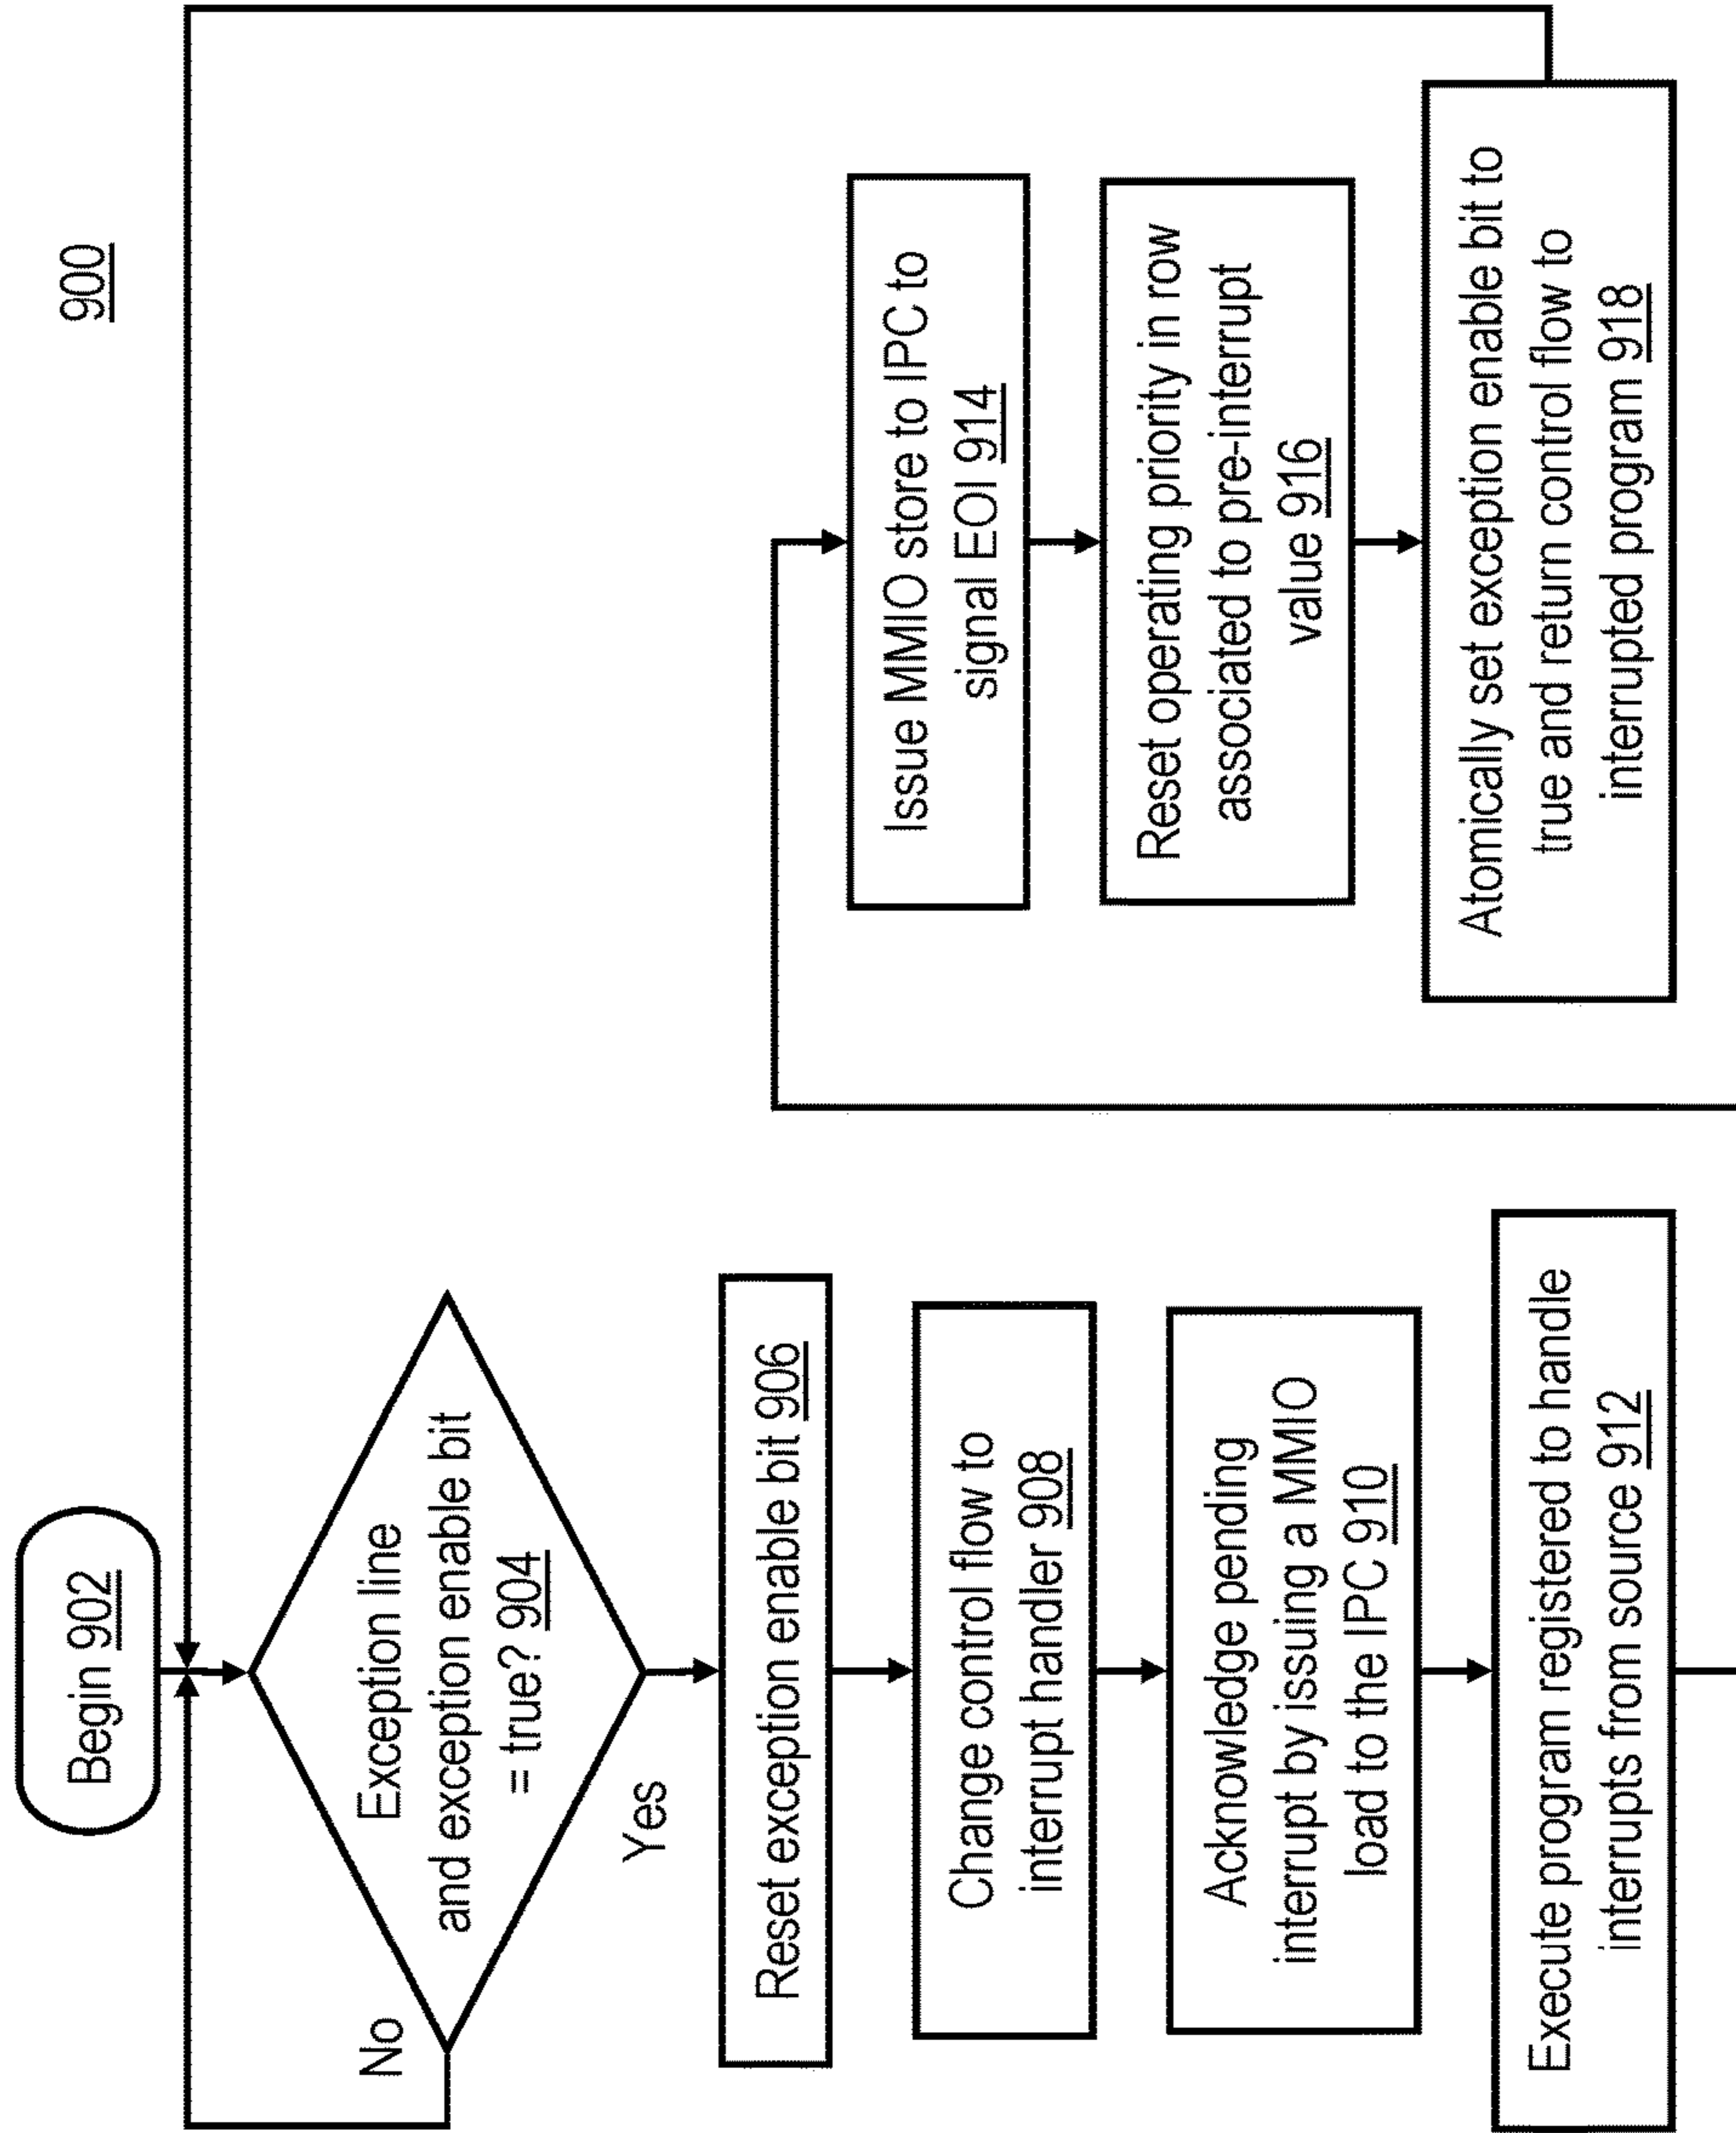 900
Begin 902
Exception line
and exception enable bit
= true? 904
No
Yes
Reset exception enable bit 906
Change control flow to
interrupt handler 908
Acknowledge pending
interrupt by issuing a MMIO
load to the IPC 910
Execute program registered to handle
interrupts from source 912
Issue MMIO store to IPC to
signal EOI 914
Reset operating priority in row
associated to pre-interrupt
value 916
Atomically set exception enable bit to
true and return control flow to
interrupted program 918